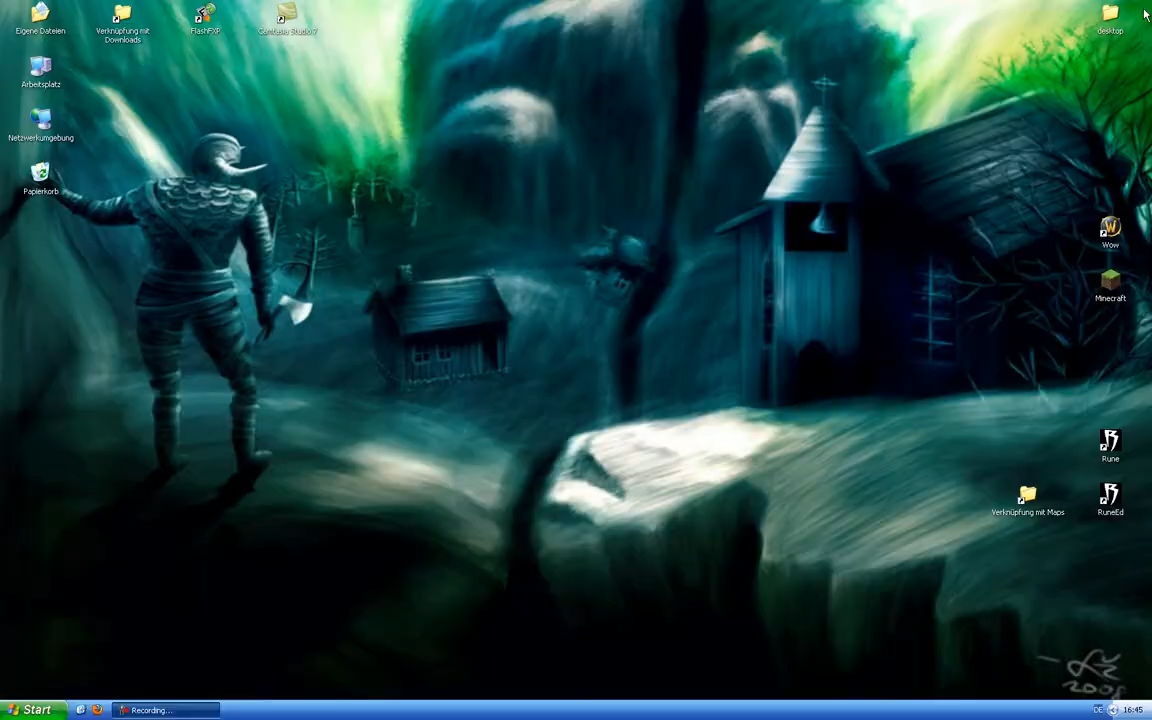 Eigene Dateien
Verknüpfung mit
Downloads
FlashFXP
Camtasia Studio 7
desktop
Arbeitsplatz
Netzwerkumgebung
Papierkorb
Wow
Minecraft
Rune
Verknüpfung mit Maps
RuneEd
2008
Start
Recording...
DE
16:45